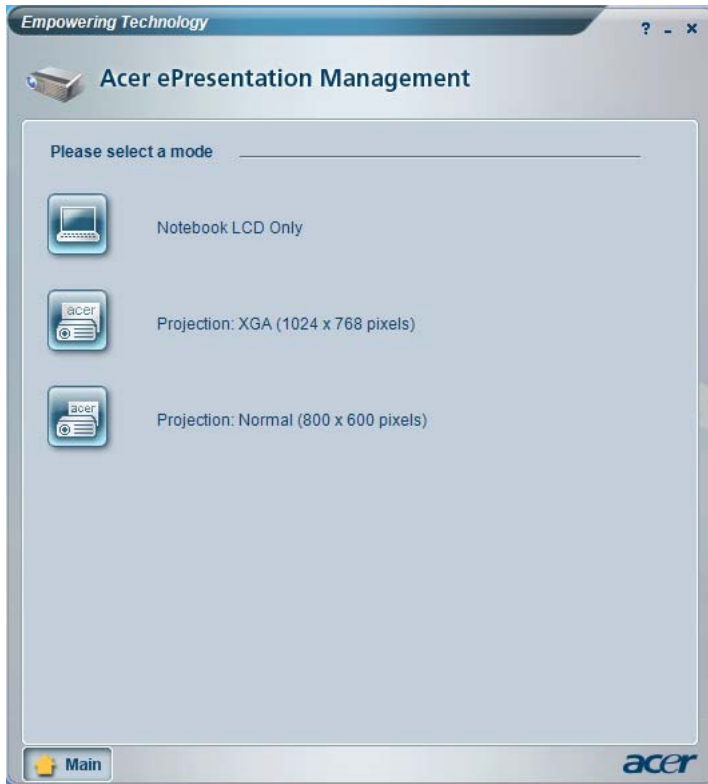 Empowering Technology
? - ×
Acer ePresentation Management
Please select a mode
Notebook LCD Only
acer
Projection: XGA (1024 x 768 pixels)
acer
Projection: Normal (800 x 600 pixels)
Main
acer